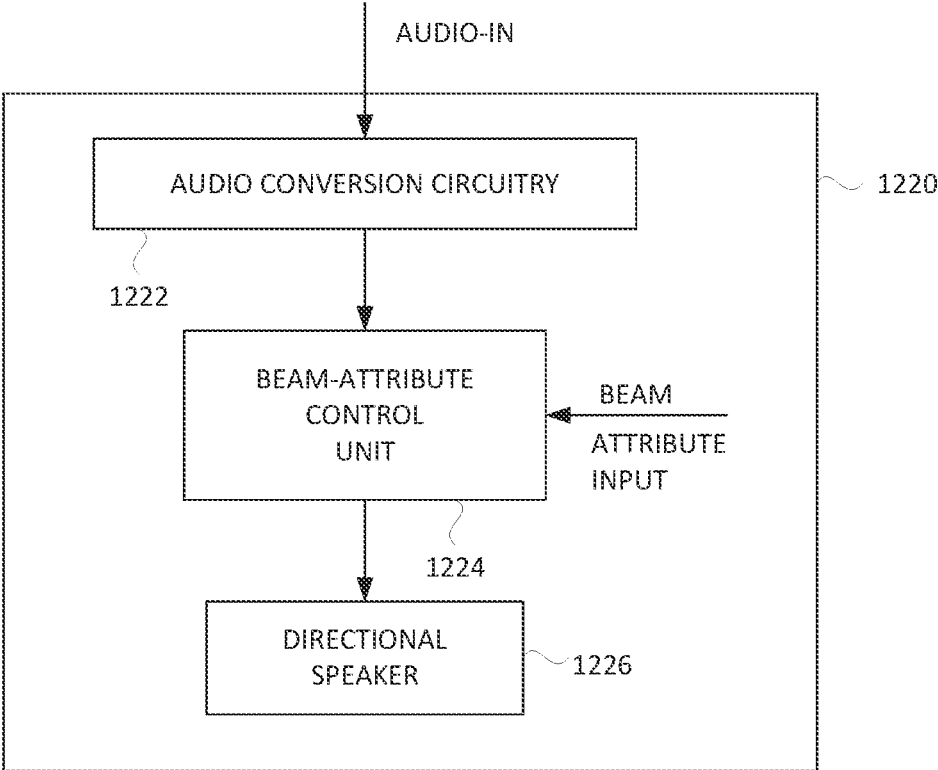 AUDIO-IN
AUDIO CONVERSION CIRCUITRY
1220
1222
BEAM-ATTRIBUTE
CONTROL
UNIT
BEAM
ATTRIBUTE
INPUT
1224
DIRECTIONAL
SPEAKER
1226